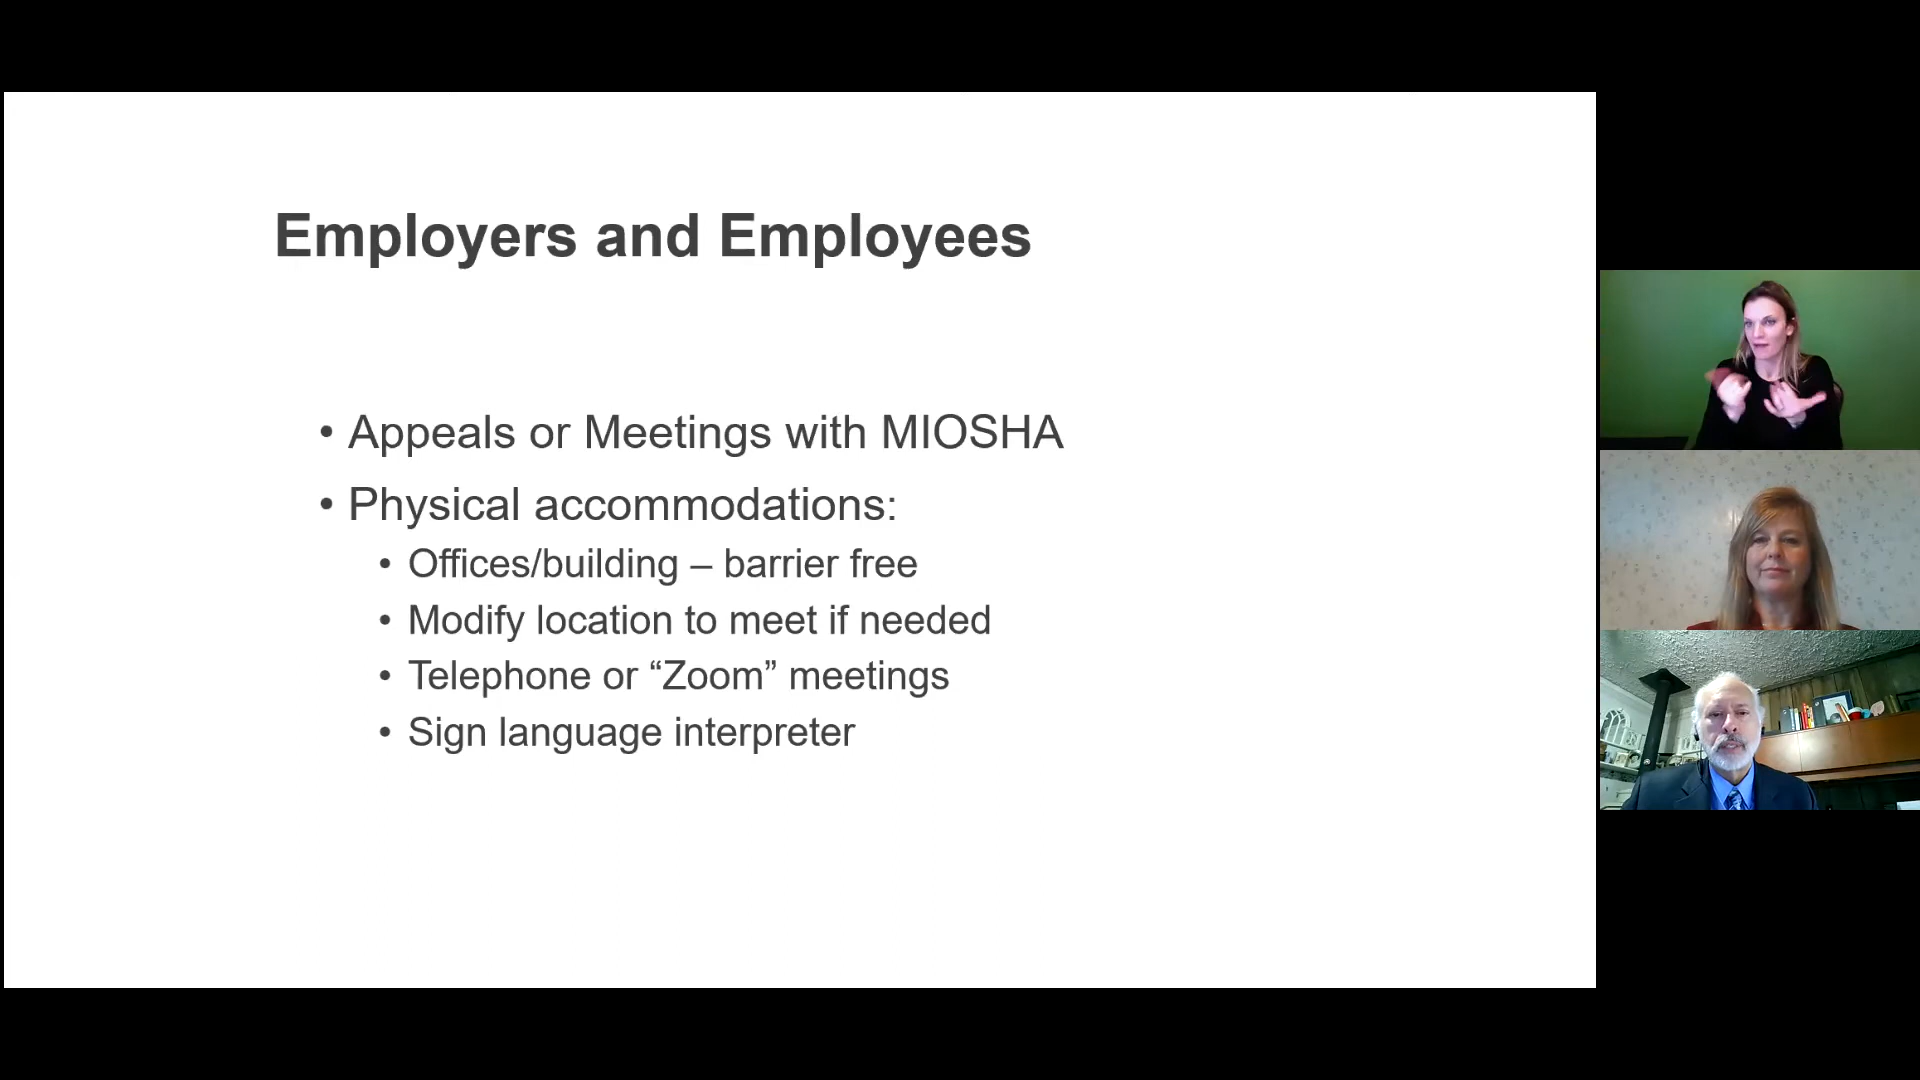 Employers and Employees
• Appeals or Meetings with MIOSHA
• Physical accommodations:
• Offices/building – barrier free
• Modify location to meet if needed
• Telephone or “Zoom” meetings
• Sign language interpreter